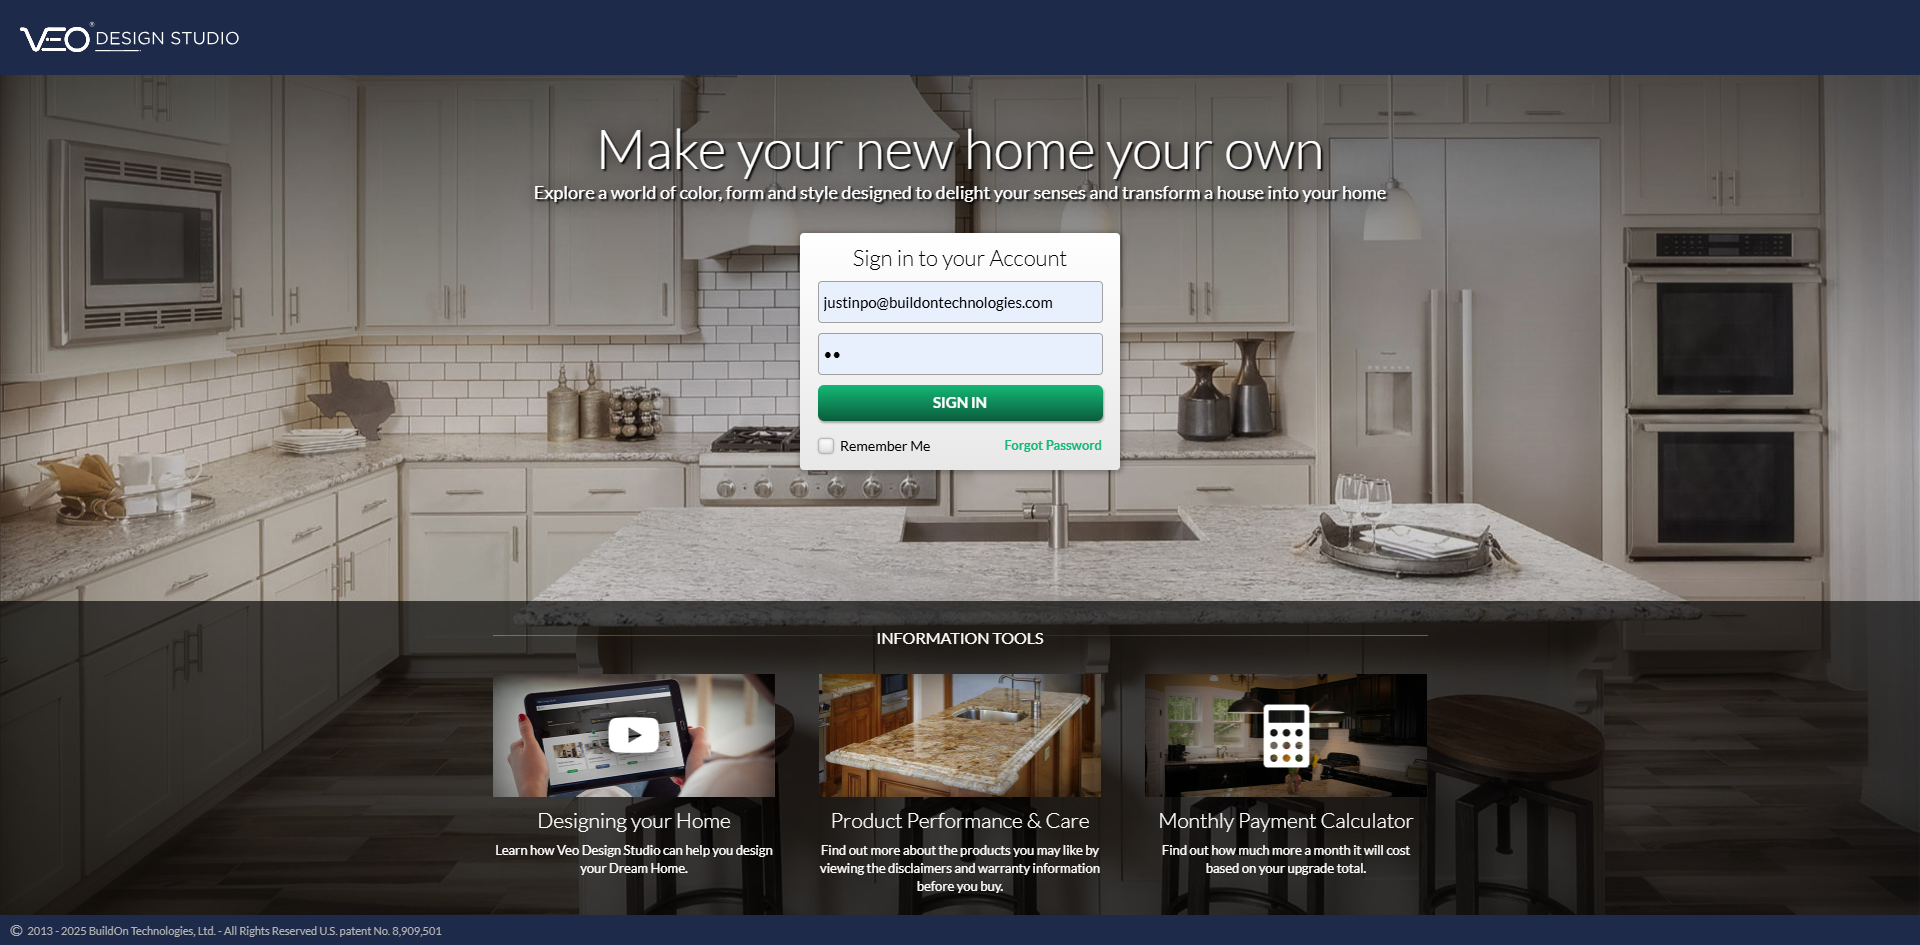 VEO® DESIGN STUDIO
Make your new home your own
Explore a world of color, form and style designed to delight your senses and transform a house into your home
Sign in to your Account
justinpo@buildontechnologies.com
••
SIGN IN
Remember Me
Forgot Password
INFORMATION TOOLS
Designing your Home
Learn how Veo Design Studio can help you design
your Dream Home.
Product Performance & Care
Find out more about the products you may like by
viewing the disclaimers and warranty information
before you buy.
Monthly Payment Calculator
Find out how much more a month it will cost
based on your upgrade total.
© 2013 - 2025 BuildOn Technologies, Ltd. - All Rights Reserved U.S. patent No. 8,909,501